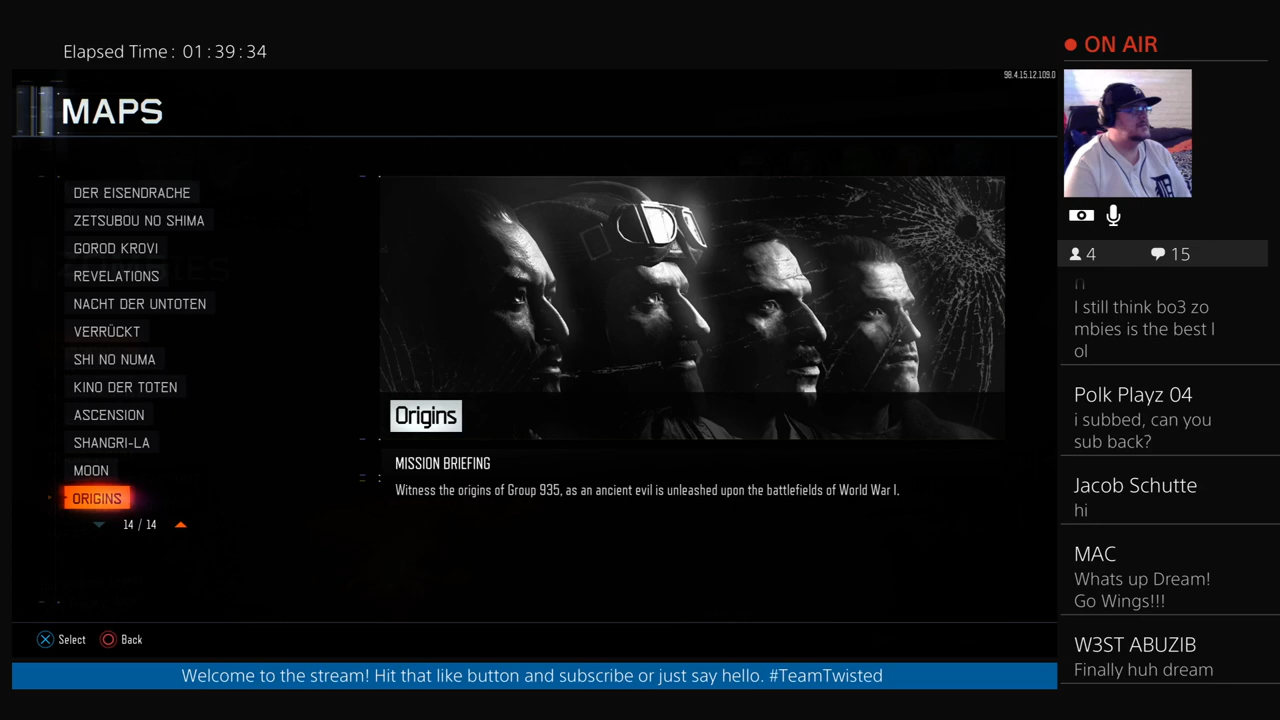 Elapsed Time: 01:39:34
ON AIR
98.4.15.12.109.0
MAPS
DER EISENDRACHE
ZETSUBOU NO SHIMA
GOROD KROVI
REVELATIONS
NACHT DER UNTOTEN
VERRÜCKT
SHI NO NUMA
KINO DER TOTEN
ASCENSION
SHANGRI-LA
MOON
ORIGINS
14 / 14
Origins
MISSION BRIEFING
Witness the origins of Group 935, as an ancient evil is unleashed upon the battlefields of World War I.
Select
Back
Welcome to the stream! Hit that like button and subscribe or just say hello. #TeamTwisted
4
15
I still think bo3 zo
mbies is the best l
ol
Polk Playz 04
i subbed, can you
sub back?
Jacob Schutte
hi
MAC
Whats up Dream!
Go Wings!!!
W3ST ABUZIB
Finally huh dream